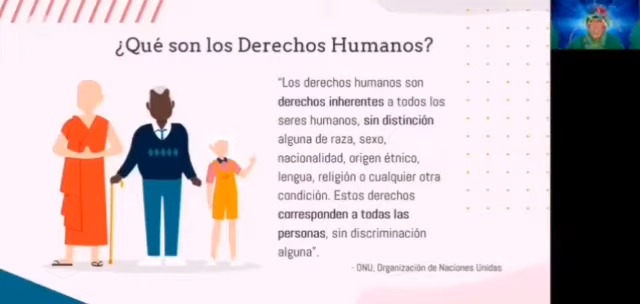 ¿Qué son los Derechos Humanos?
“Los derechos humanos son
derechos inherentes a todos los
seres humanos, sin distinción
alguna de raza, sexo,
nacionalidad, origen étnico,
lengua, religión o cualquier otra
condición. Estos derechos
corresponden a todas las
personas, sin discriminación
alguna”.
- ONU, Organización de Naciones Unidas